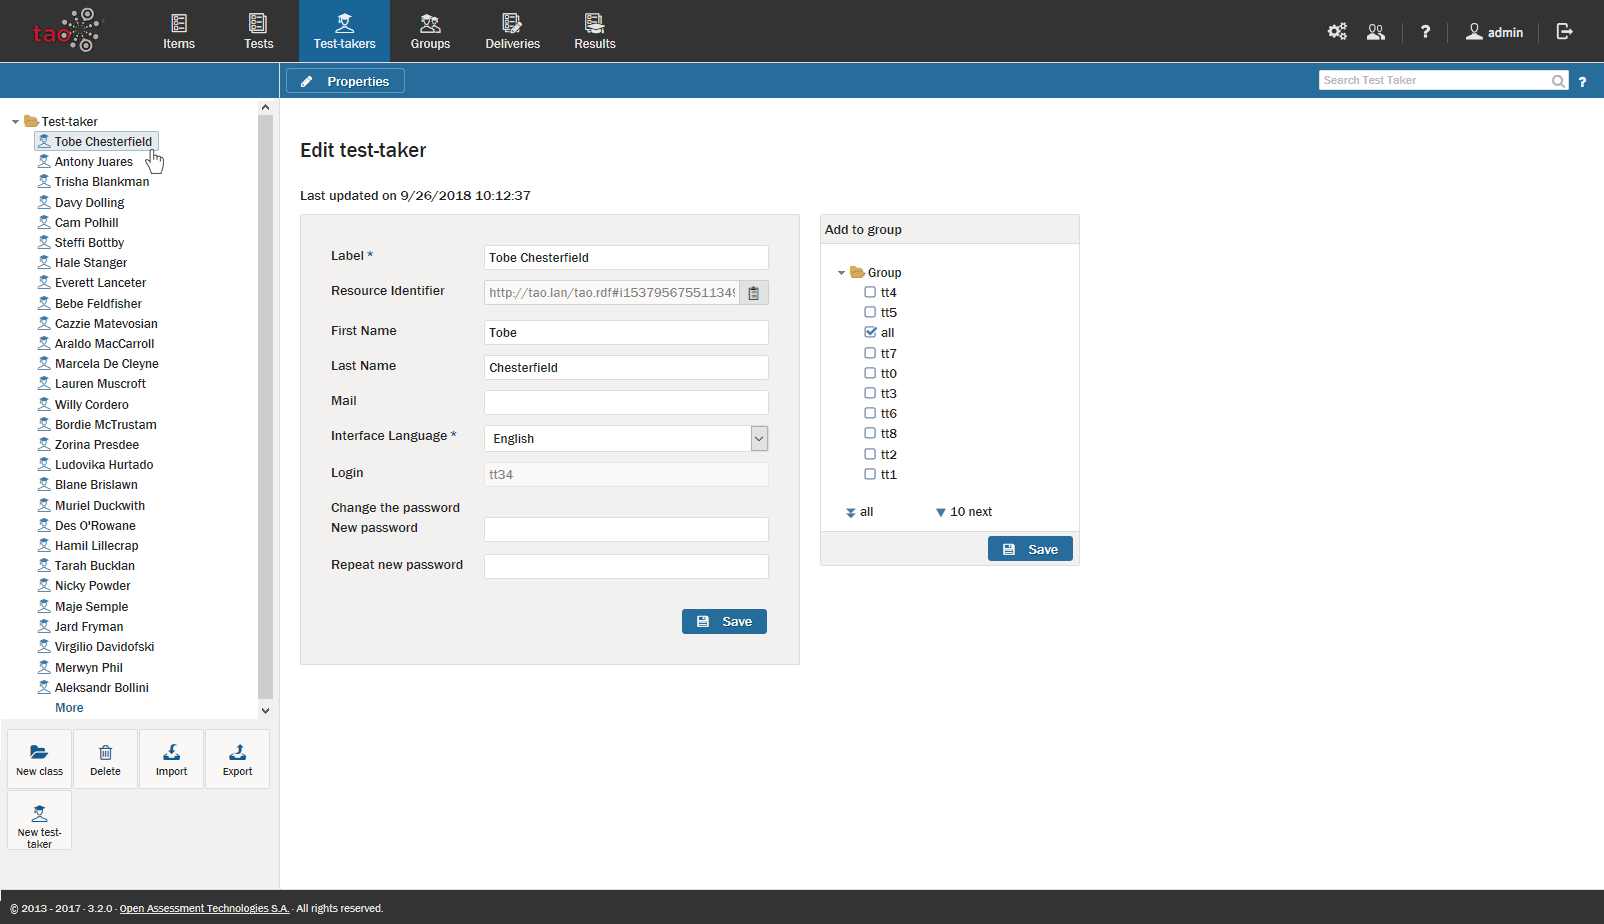 tao
Items
Tests
Test-takers
Groups
Deliveries
Results
?
admin
Properties
Search Test Taker
?
Test-taker
Tobe Chesterfield
Antony Juares
Trisha Blankman
Davy Dolling
Cam Polhill
Steffi Bottby
Hale Stanger
Everett Lanceter
Bebe Feldfisher
Cazzie Matevosian
Araldo MacCarroll
Marcela De Cleyne
Lauren Muscroft
Willy Cordero
Bordie McTrustam
Zorina Presdee
Ludovika Hurtado
Blane Brislawn
Muriel Duckwith
Des O'Rowane
Hamil Lillecrap
Tarah Bucklan
Nicky Powder
Maje Semple
Jard Fryman
Virgilio Davidofski
Merwyn Phil
Aleksandr Bollini
More
New class
Delete
Import
Export
New test-
taker
Edit test-taker
Last updated on 9/26/2018 10:12:37
Label * Tobe Chesterfield
Resource Identifier http://tao.lan/tao.rdf#i153795675511349
First Name Tobe
Last Name Chesterfield
Mail
Interface Language * English
Login tt34
Change the password
New password
Repeat new password
Save
Add to group
Group
tt4
tt5
all
tt7
tt0
tt3
tt6
tt8
tt2
tt1
all 10 next
Save
© 2013 - 2017 · 3.2.0 · Open Assessment Technologies S.A. · All rights reserved.